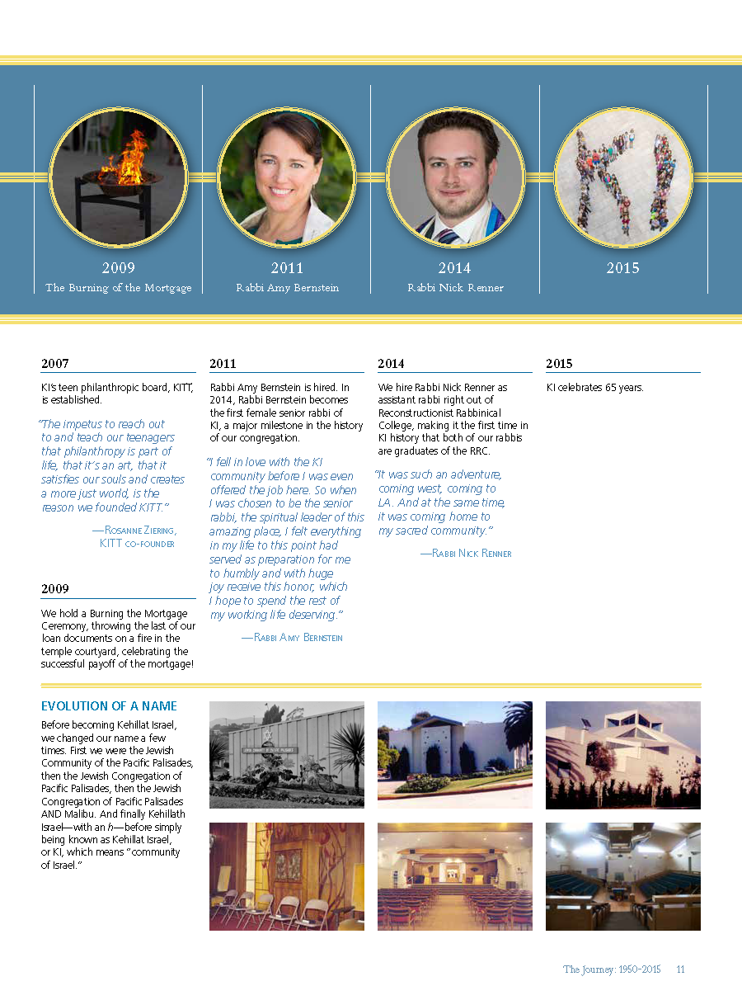 2009
The Burning of the Mortgage
2011
Rabbi Amy Bernstein
2014
Rabbi Nick Renner
2015
2007
KI’s teen philanthropic board, KITT,
is established.
“The impetus to reach out
to and teach our teenagers
that philanthropy is part of
life, that it’s an art, that it
satisfies our souls and creates
a more just world, is the
reason we founded KITT.”
—Rosanne Ziering,
KITT co-founder
2009
We hold a Burning the Mortgage
Ceremony, throwing the last of our
loan documents on a fire in the
temple courtyard, celebrating the
successful payoff of the mortgage!
2011
Rabbi Amy Bernstein is hired. In
2014, Rabbi Bernstein becomes
the first female senior rabbi of
KI, a major milestone in the history
of our congregation.
“I fell in love with the KI
community before I was even
offered the job here. So when
I was chosen to be the senior
rabbi, the spiritual leader of this
amazing place, I felt everything
in my life to this point had
served as preparation for me
to humbly and with huge
joy receive this honor, which
I hope to spend the rest of
my working life deserving.”
—Rabbi Amy Bernstein
2014
We hire Rabbi Nick Renner as
assistant rabbi right out of
Reconstructionist Rabbinical
College, making it the first time in
KI history that both of our rabbis
are graduates of the RRC.
“It was such an adventure,
coming west, coming to
LA. And at the same time,
it was coming home to
my sacred community.”
—Rabbi Nick Renner
2015
KI celebrates 65 years.
EVOLUTION OF A NAME
Before becoming Kehillat Israel,
we changed our name a few
times. First we were the Jewish
Community of the Pacific Palisades,
then the Jewish Congregation of
Pacific Palisades, then the Jewish
Congregation of Pacific Palisades
AND Malibu. And finally Kehillath
Israel—with an h—before simply
being known as Kehillat Israel,
or KI, which means “community
of Israel.”
The Journey: 1950–2015 11